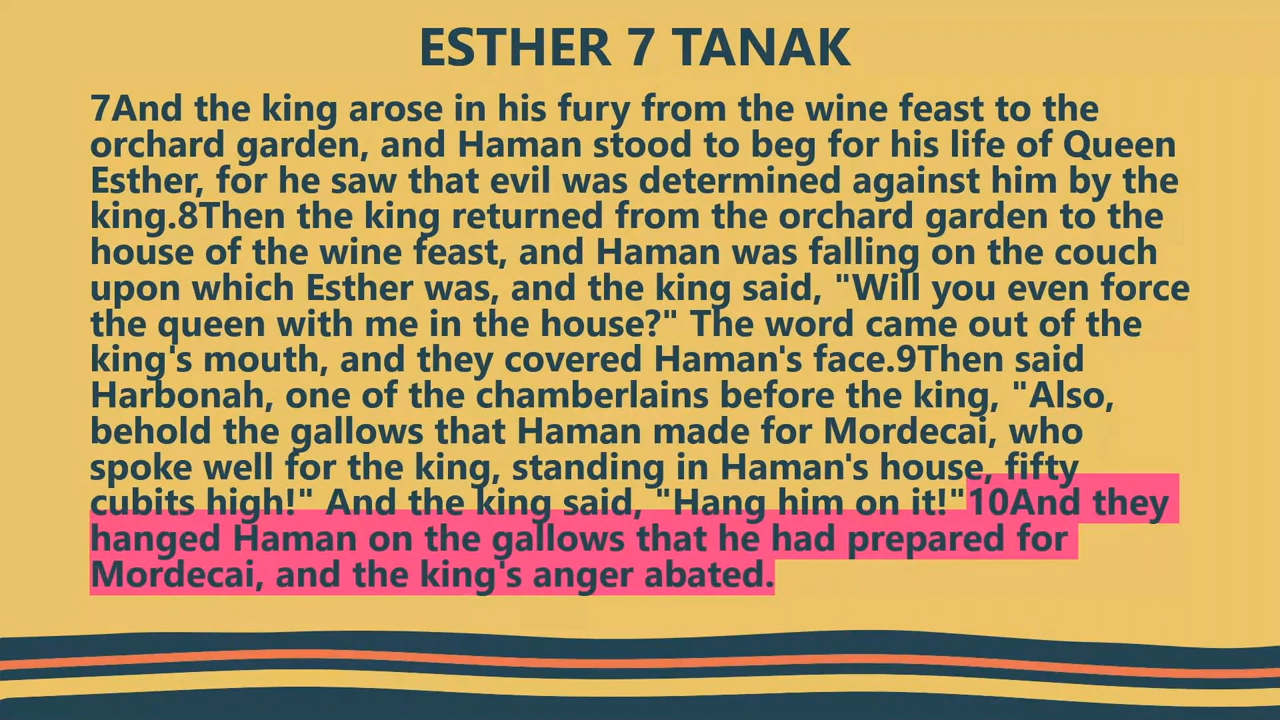 ESTHER 7 TANAK
7And the king arose in his fury from the wine feast to the
orchard garden, and Haman stood to beg for his life of Queen
Esther, for he saw that evil was determined against him by the
king.8Then the king returned from the orchard garden to the
house of the wine feast, and Haman was falling on the couch
upon which Esther was, and the king said, "Will you even force
the queen with me in the house?" The word came out of the
king's mouth, and they covered Haman's face.9Then said
Harbonah, one of the chamberlains before the king, "Also,
behold the gallows that Haman made for Mordecai, who
spoke well for the king, standing in Haman's house, fifty
cubits high!" And the king said, "Hang him on it!"10And they
hanged Haman on the gallows that he had prepared for
Mordecai, and the king's anger abated.